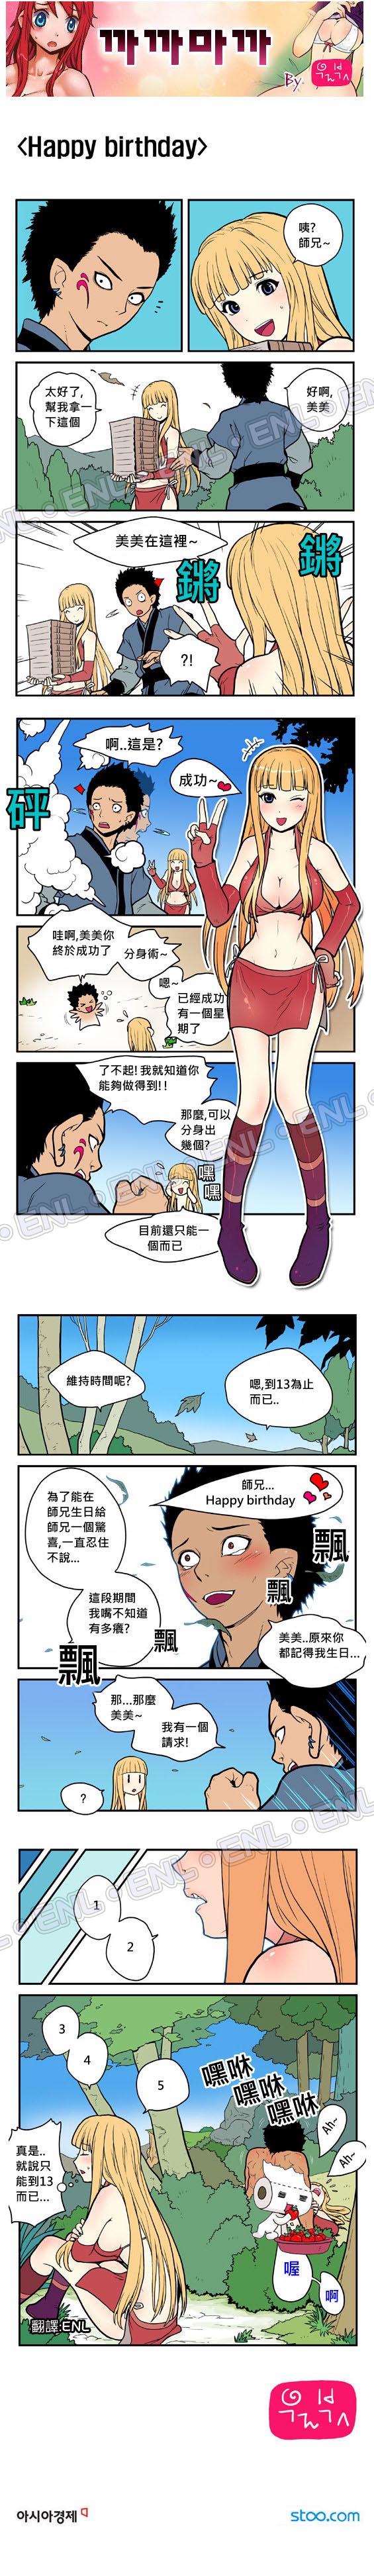 까까마까
By.
<Happy birthday>
咦?
師兄~
太好了,
幫我拿一
下這個
好啊,
美美
美美在這裡~
鏘
鏘
?!
啊..這是?
成功~
砰
哇啊,美美你
終於成功了
分身術~
嗯~
已經成功
有一個星
期了
了不起!我就知道你
能夠做得到!!
那麼,可以
分身出
幾個?
嘿
嘿
目前還只能一
個而已
維持時間呢?
嗯,到13為止
而已..
師兄...
Happy birthday
為了能在
師兄生日給
師兄一個驚
喜,一直忍住
不說...
飄
飄
這段期間
我嘴不知道
有多癢?
飄
飄
美美..原來你
都記得我生日...
那...那麼
美美~
我有一個
請求!
?
1
2
3
4
5
嘿咻
嘿咻
嘿咻
Ah~
Ah~
真是..
就說只
能到13
而已...
喔
啊
翻譯:ENL
아시아경제
stoo.com
ENL ENL ENL
ENL ENL ENL
ENL ENL ENL